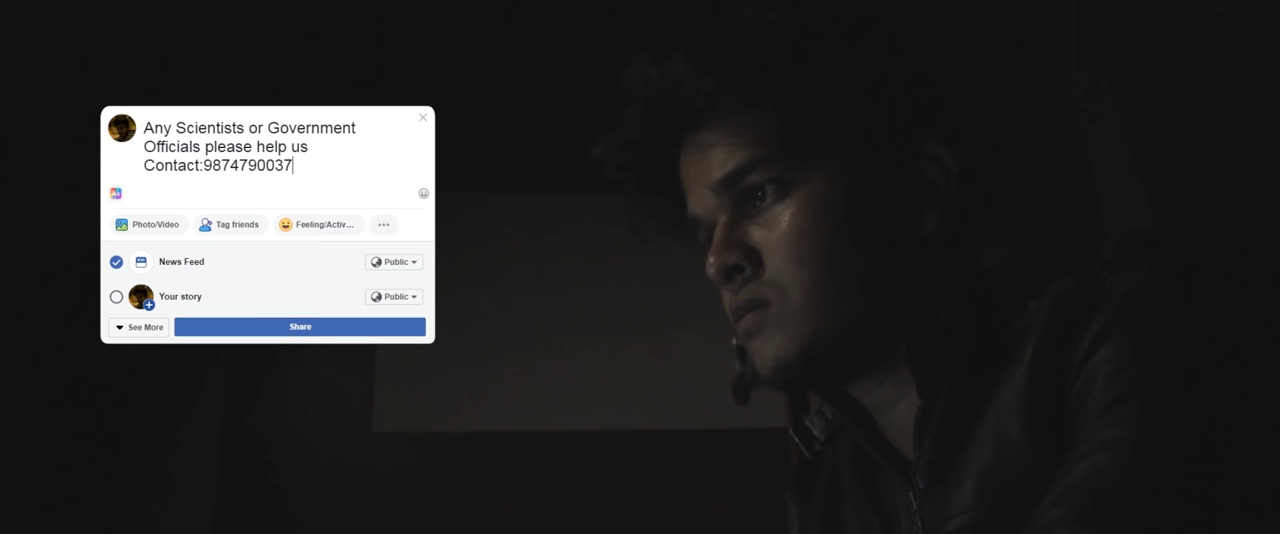 Any Scientists or Government
Officials please help us
Contact:9874790037
Photo/Video
Tag friends
Feeling/Activ...
News Feed
Public
Your story
Public
See More
Share